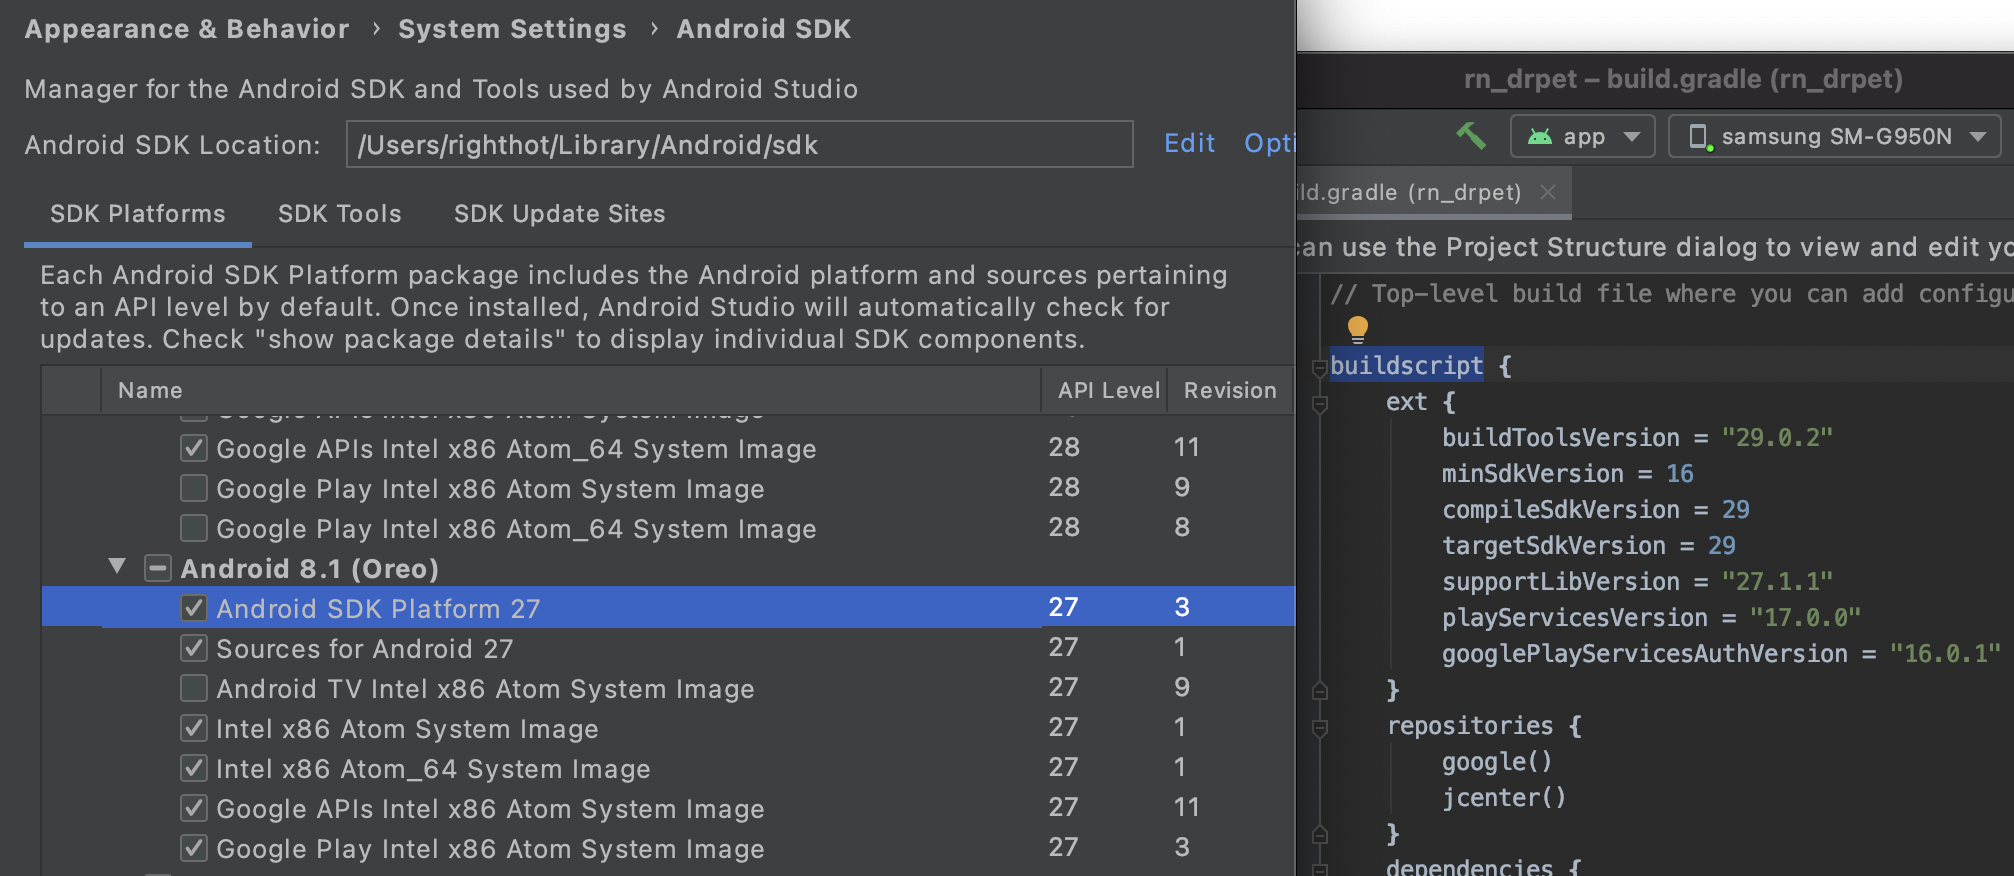 Appearance & Behavior › System Settings › Android SDK
Manager for the Android SDK and Tools used by Android Studio
Android SDK Location: /Users/righthot/Library/Android/sdk Edit Opti
SDK Platforms SDK Tools SDK Update Sites
Each Android SDK Platform package includes the Android platform and sources pertaining
to an API level by default. Once installed, Android Studio will automatically check for
updates. Check "show package details" to display individual SDK components.
Name API Level Revision
Google APIs Intel x86 Atom System Image
Google APIs Intel x86 Atom_64 System Image 28 11
Google Play Intel x86 Atom System Image 28 9
Google Play Intel x86 Atom_64 System Image 28 8
Android 8.1 (Oreo)
Android SDK Platform 27 27 3
Sources for Android 27 27 1
Android TV Intel x86 Atom System Image 27 9
Intel x86 Atom System Image 27 1
Intel x86 Atom_64 System Image 27 1
Google APIs Intel x86 Atom System Image 27 11
Google Play Intel x86 Atom System Image 27 3
rn_drpet – build.gradle (rn_drpet)
app samsung SM-G950N
ild.gradle (rn_drpet)
can use the Project Structure dialog to view and edit yo
// Top-level build file where you can add configu
buildscript {
ext {
buildToolsVersion = "29.0.2"
minSdkVersion = 16
compileSdkVersion = 29
targetSdkVersion = 29
supportLibVersion = "27.1.1"
playServicesVersion = "17.0.0"
googlePlayServicesAuthVersion = "16.0.1"
}
repositories {
google()
jcenter()
}
dependencies {